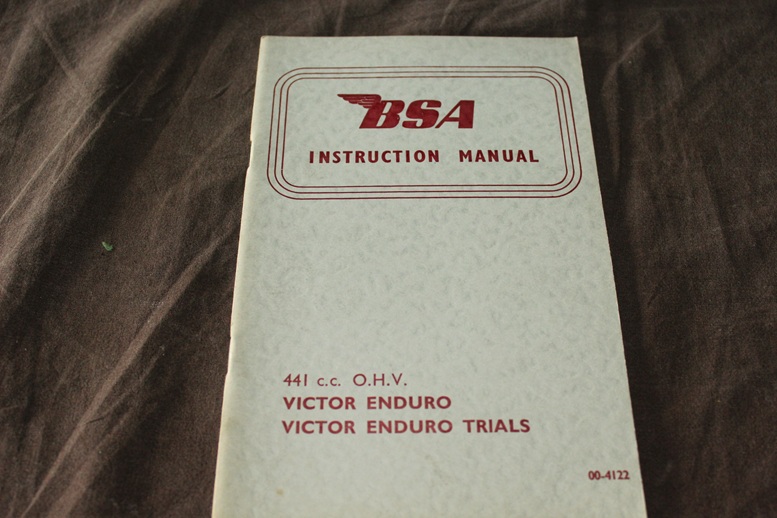 BSA
INSTRUCTION MANUAL
441 c.c. O.H.V.
VICTOR ENDURO
VICTOR ENDURO TRIALS
00-4122